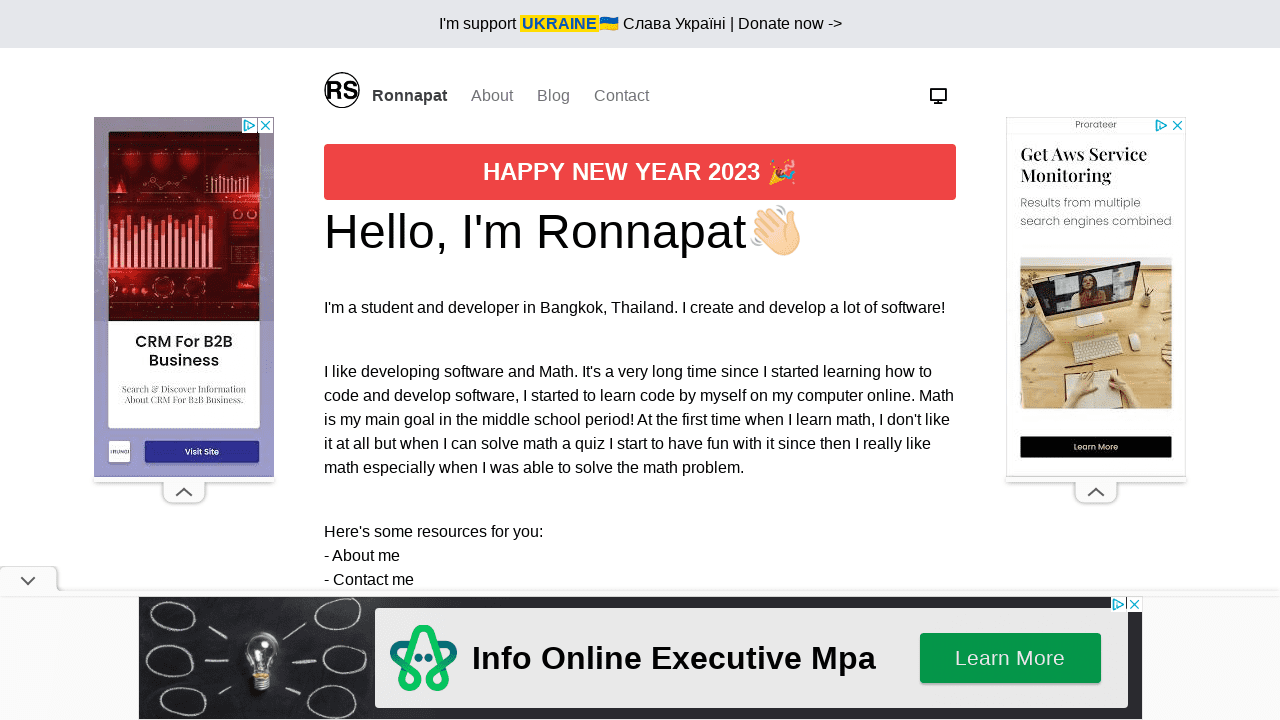 I'm support UKRAINE🇺🇦 Слава Україні | Donate now ->
RS Ronnapat About Blog Contact
HAPPY NEW YEAR 2023 🎉
Hello, I'm Ronnapat👋🏻
I'm a student and developer in Bangkok, Thailand. I create and develop a lot of software!
I like developing software and Math. It's a very long time since I started learning how to
code and develop software, I started to learn code by myself on my computer online. Math
is my main goal in the middle school period! At the first time when I learn math, I don't like
it at all but when I can solve math a quiz I start to have fun with it since then I really like
math especially when I was able to solve the math problem.
Here's some resources for you:
- About me
- Contact me
CRM For B2B
Business
Search & Discover Information
About CRM For B2B Business.
Visit Site
Prorateer
Get Aws Service
Monitoring
Results from multiple
search engines combined
Learn More
Info Online Executive Mpa
Learn More